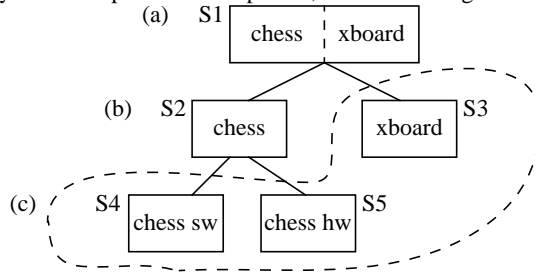 (a) S1 chess xboard
(b) S2 chess xboard S3
(c) S4 chess sw S5 chess hw